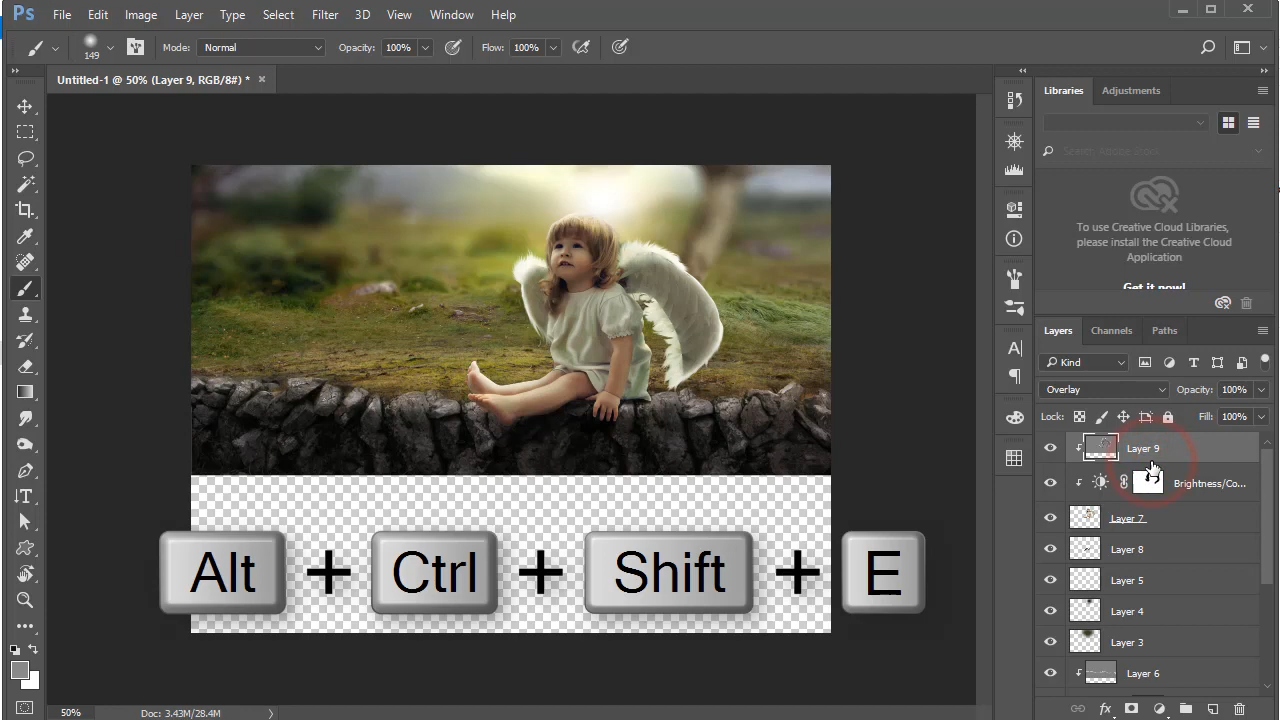 Ps File Edit Image Layer Type Select Filter 3D View Window Help
149 Mode: Normal Opacity: 100% Flow: 100%
Untitled-1 @ 50% (Layer 9, RGB/8#) * ×
Libraries Adjustments
Search Adobe Stock
To use Creative Cloud Libraries,
please install the Creative Cloud
Application
Get it now!
Layers Channels Paths
Kind
Overlay Opacity: 100%
Lock: Fill: 100%
Layer 9
Brightness/Co...
Layer 7
Layer 8
Layer 5
Layer 4
Layer 3
Layer 6
Alt + Ctrl + Shift + E
50% Doc: 3.43M/28.4M